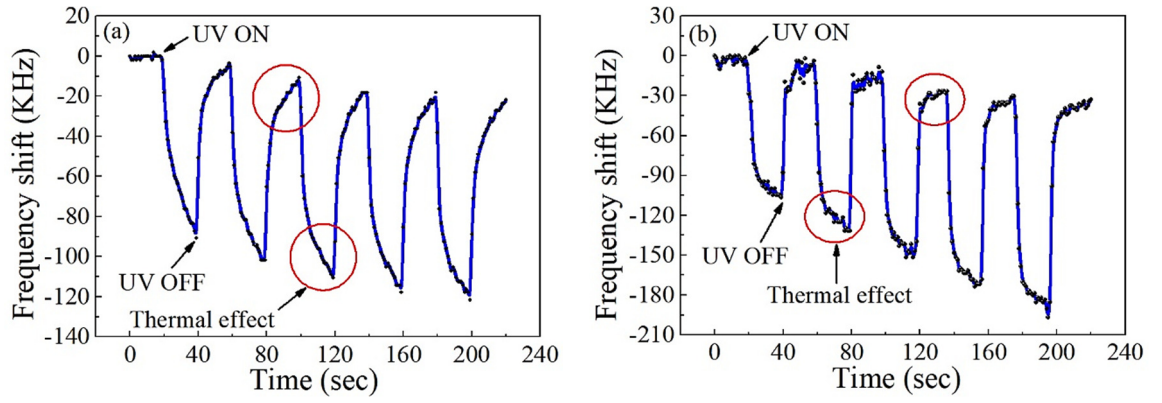 (a)
UV ON
UV OFF
Thermal effect
20
0
-20
-40
-60
-80
-100
-120
-140
0
40
80
120
160
200
240
Frequency shift (KHz)
Time (sec)
(b)
UV ON
UV OFF
Thermal effect
30
0
-30
-60
-90
-120
-150
-180
-210
0
40
80
120
160
200
240
Frequency shift (KHz)
Time (sec)